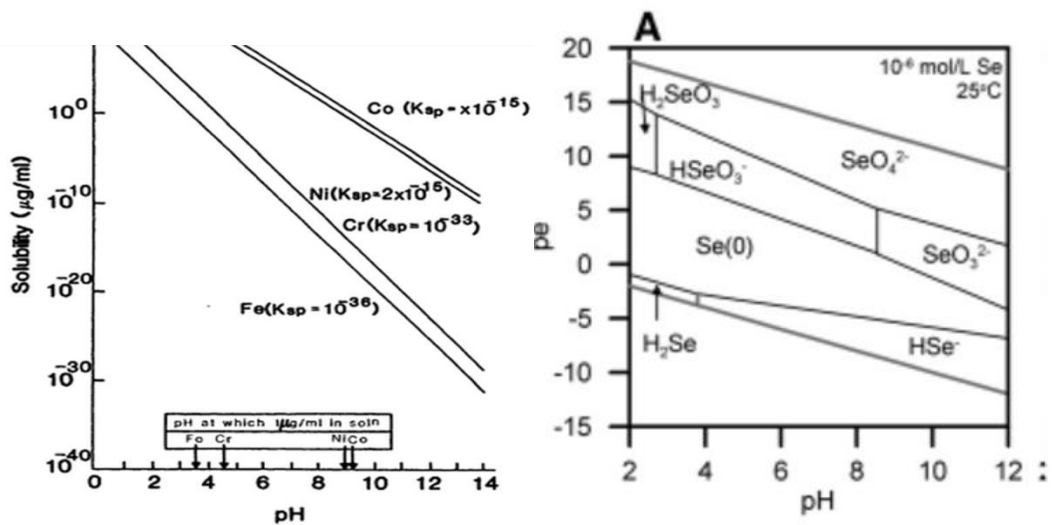 Solubility (µg/ml)
10^0
10^-10
10^-20
10^-30
10^-40
Co (Ksp=x10^-15)
Ni(Ksp=2x10^-15)
Cr(Ksp=10^-33)
Fe(Ksp=10^-36)
pH at which 1µg/ml in soln
Fe Cr NiCo
0 2 4 6 8 10 12 14
pH
A
pe
20
15
10
5
0
-5
-10
-15
10^-6 mol/L Se
25°C
H₂SeO₃
SeO₄²⁻
HSeO₃⁻
SeO₃²⁻
Se(0)
H₂Se
HSe⁻
2 4 6 8 10 12
pH